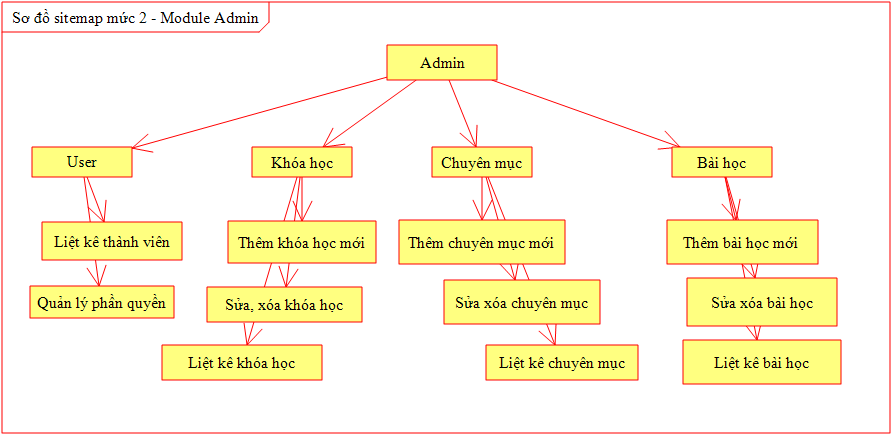 Sơ đồ sitemap mức 2 - Module Admin
Admin
User
Khóa học
Chuyên mục
Bài học
Liệt kê thành viên
Thêm khóa học mới
Thêm chuyên mục mới
Thêm bài học mới
Quản lý phần quyền
Sửa, xóa khóa học
Sửa xóa chuyên mục
Sửa xóa bài học
Liệt kê khóa học
Liệt kê chuyên mục
Liệt kê bài học